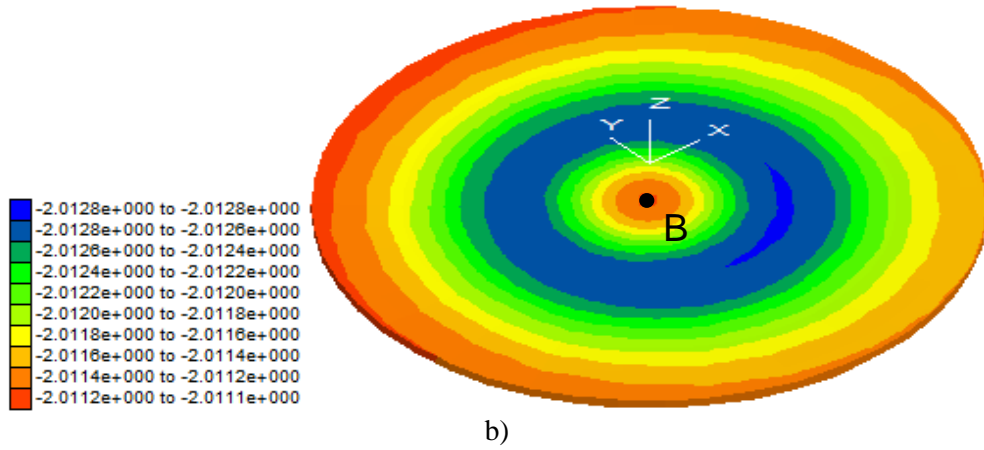 Z
Y
X
B
-2.0128e+000 to -2.0128e+000
-2.0128e+000 to -2.0126e+000
-2.0126e+000 to -2.0124e+000
-2.0124e+000 to -2.0122e+000
-2.0122e+000 to -2.0120e+000
-2.0120e+000 to -2.0118e+000
-2.0118e+000 to -2.0116e+000
-2.0116e+000 to -2.0114e+000
-2.0114e+000 to -2.0112e+000
-2.0112e+000 to -2.0111e+000
b)